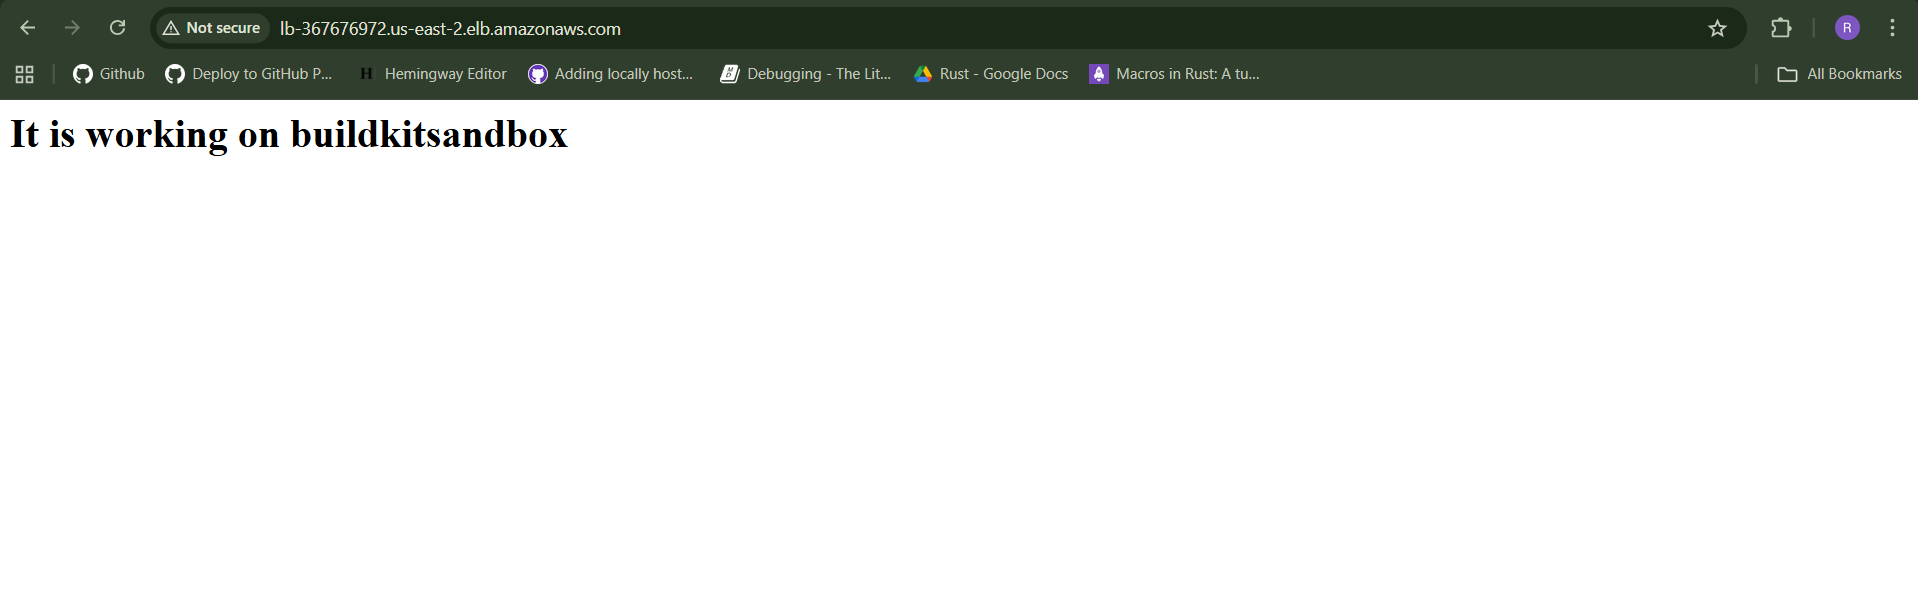 Not secure lb-367676972.us-east-2.elb.amazonaws.com R
Github Deploy to GitHub P... H Hemingway Editor Adding locally host... Debugging - The Lit... Rust - Google Docs Macros in Rust: A tu... All Bookmarks
It is working on buildkitsandbox